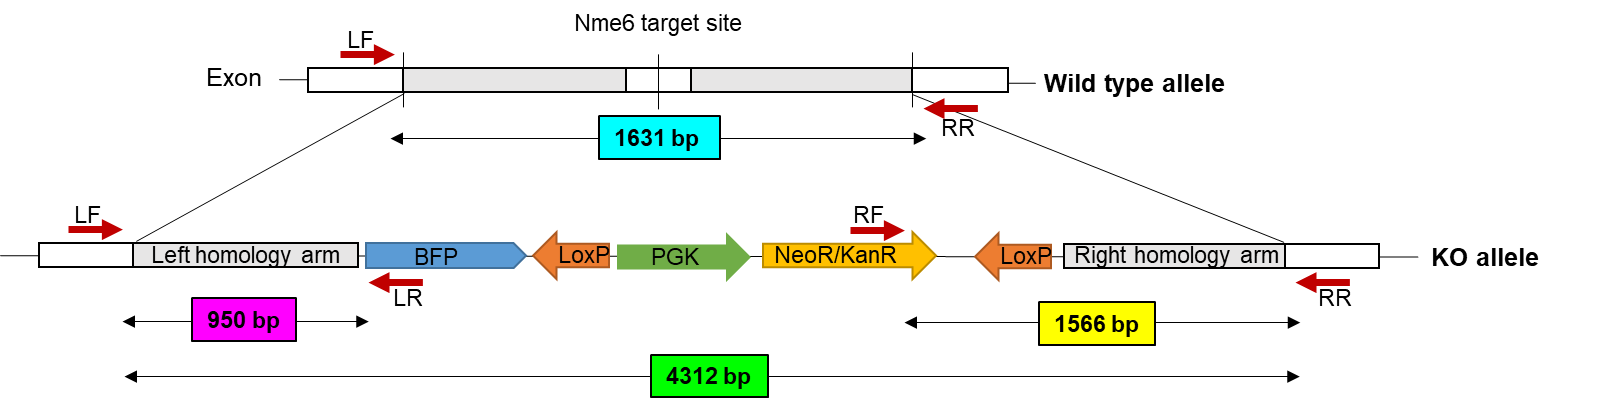 Nme6 target site
LF
Exon
Wild type allele
RR
1631 bp
LF
RF
Left homology arm
BFP
LoxP
PGK
NeoR/KanR
LoxP
Right homology arm
KO allele
LR
RR
950 bp
1566 bp
4312 bp